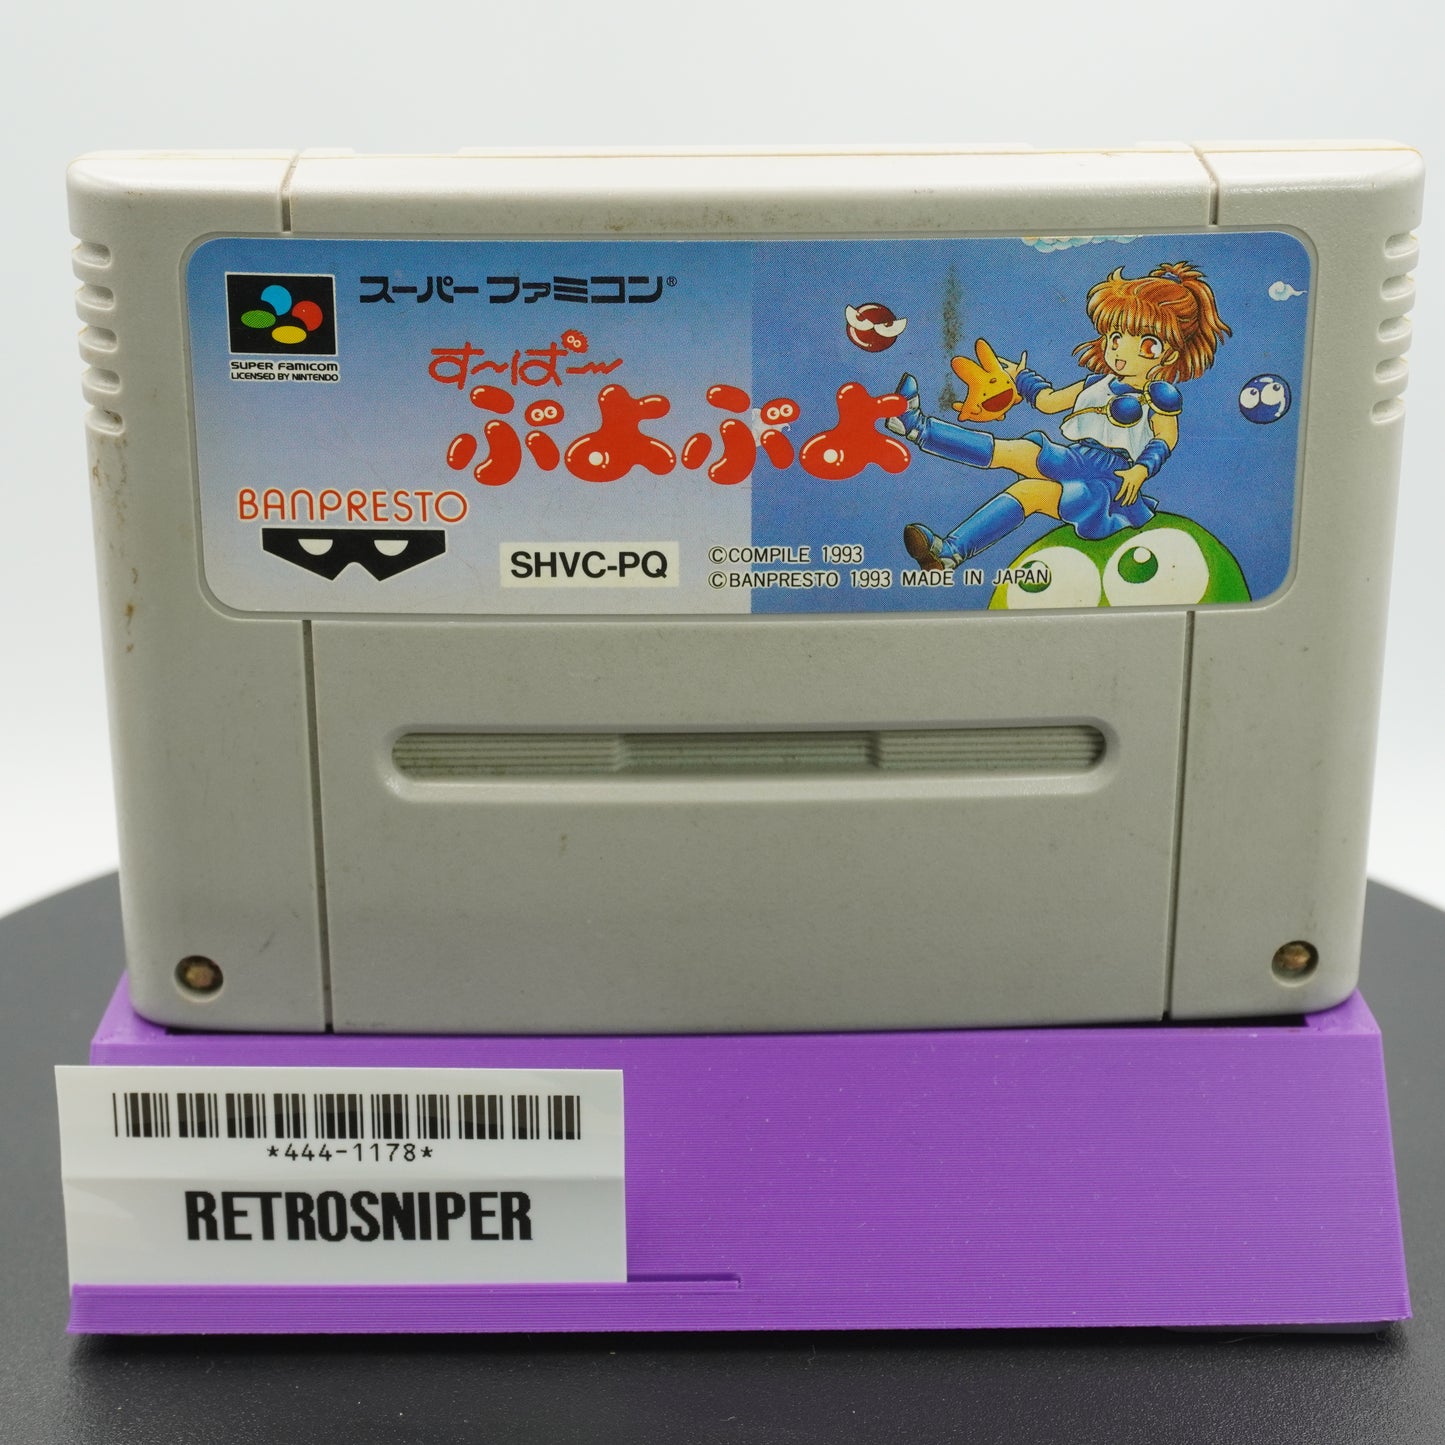 スーパーファミコン®
SUPER FAMICOM
LICENSED BY NINTENDO
す〜ぱ〜
ぷよぷよ
BANPRESTO
SHVC-PQ
©COMPILE 1993
©BANPRESTO 1993 MADE IN JAPAN
*444-1178*
RETROSNIPER